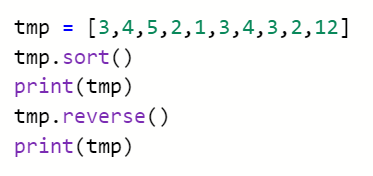 tmp = [3,4,5,2,1,3,4,3,2,12]
tmp.sort()
print(tmp)
tmp.reverse()
print(tmp)